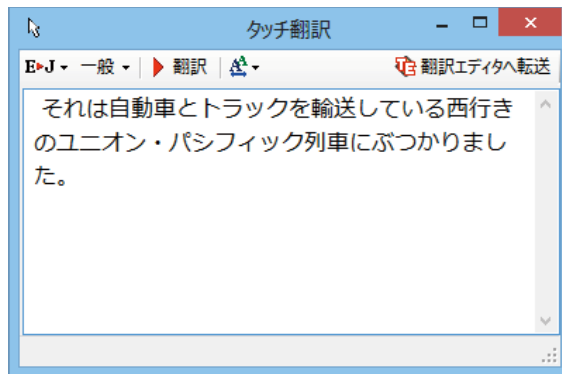 タッチ翻訳
E▸J 一般 翻訳 翻訳エディタへ転送
それは自動車とトラックを輸送している西行き
のユニオン・パシフィック列車にぶつかりまし
た。